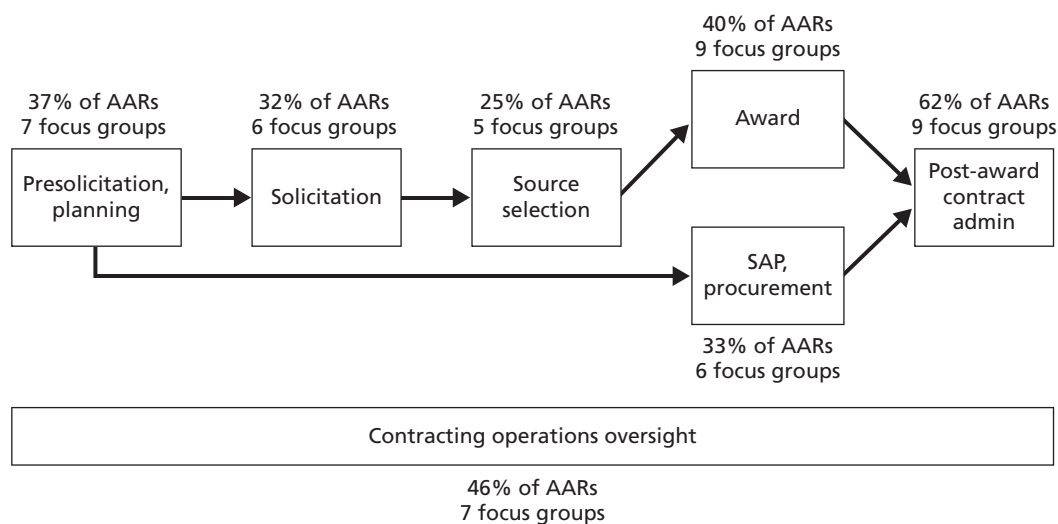 37% of AARs
7 focus groups
Presolicitation,
planning
32% of AARs
6 focus groups
Solicitation
25% of AARs
5 focus groups
Source
selection
40% of AARs
9 focus groups
Award
SAP,
procurement
33% of AARs
6 focus groups
62% of AARs
9 focus groups
Post-award
contract
admin
Contracting operations oversight
46% of AARs
7 focus groups